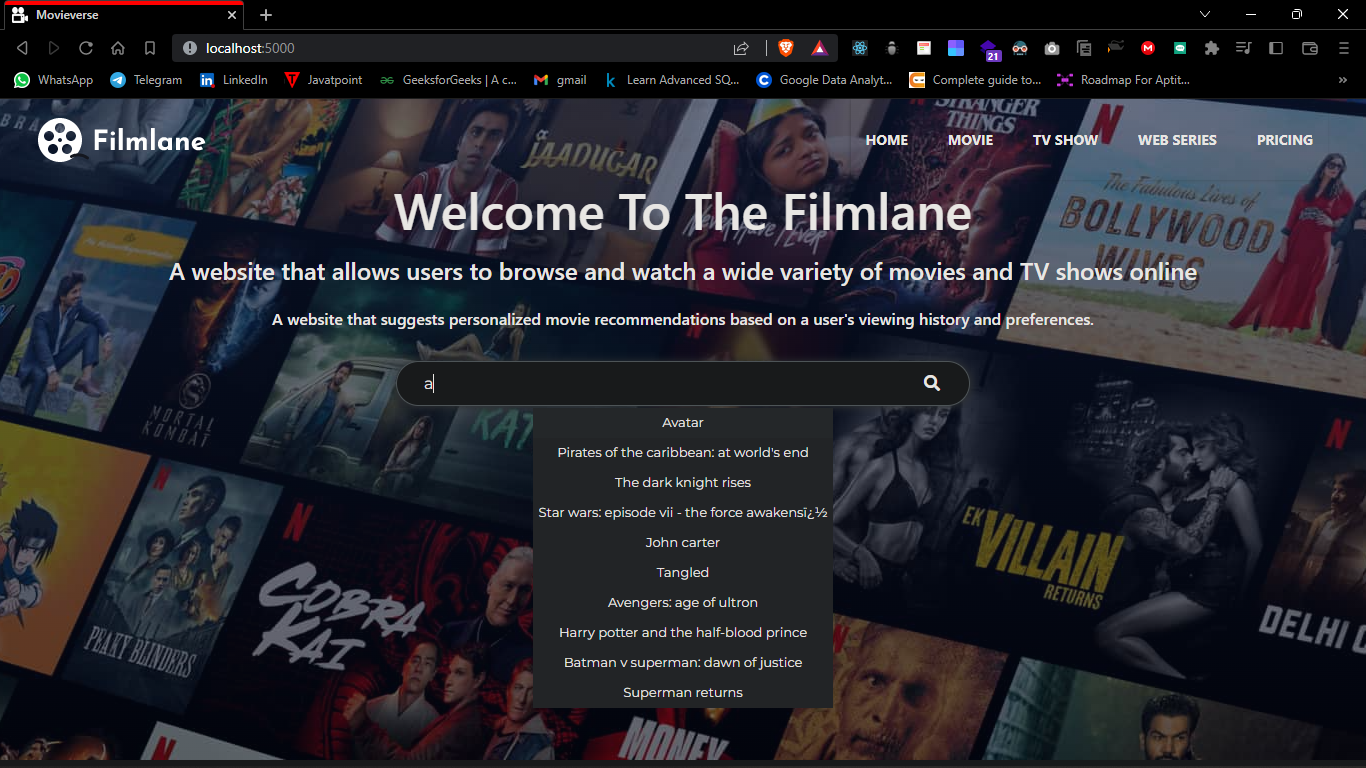 Movieverse
localhost:5000
21
WhatsApp Telegram LinkedIn Javatpoint GeeksforGeeks | A c... gmail Learn Advanced SQ... Google Data Analyt... Complete guide to... Roadmap For Aptit...
Filmlane
HOME MOVIE TV SHOW WEB SERIES PRICING
STRANGER
THINGS
JAADUGAR
The Fabulous Lives of
BOLLYWOOD
WIVES
Never Have I Ever
Welcome To The Filmlane
A website that allows users to browse and watch a wide variety of movies and TV shows online
A website that suggests personalized movie recommendations based on a user's viewing history and preferences.
a
Avatar
Pirates of the caribbean: at world's end
The dark knight rises
Star wars: episode vii - the force awakensï¿½
John carter
Tangled
Avengers: age of ultron
Harry potter and the half-blood prince
Batman v superman: dawn of justice
Superman returns
MORTAL
KOMBAT
KAT
EK
VILLAIN
RETURNS
PEAKY BLINDERS
COBRA
KAI
DELHI C
MONEY